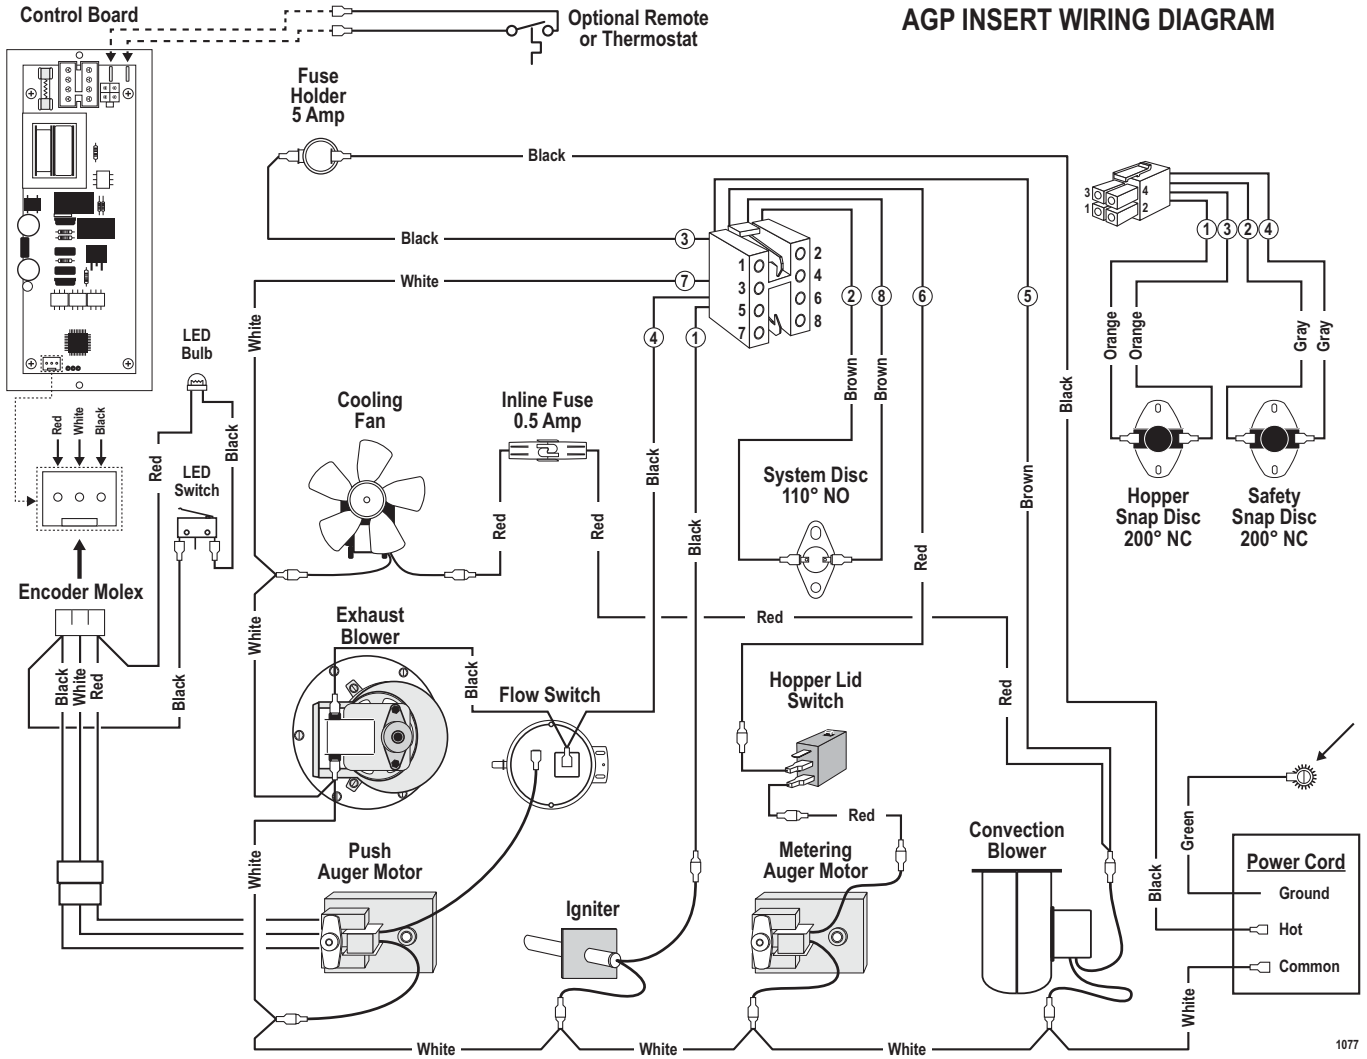 Control Board
Optional Remote
or Thermostat
AGP INSERT WIRING DIAGRAM
Fuse
Holder
5 Amp
Black
Black
3
White
7
1
3
5
7
2
4
6
8
4
1
2
8
6
5
3
4
1
2
1
3
2
4
Orange
Orange
Gray
Gray
Hopper
Snap Disc
200° NC
Safety
Snap Disc
200° NC
White
LED
Bulb
Red
White
Black
Red
Black
LED
Switch
Encoder Molex
Cooling
Fan
Inline Fuse
0.5 Amp
Red
Red
Black
Black
Brown
Brown
System Disc
110° NO
Red
Brown
Black
Red
Red
White
Exhaust
Blower
Black
Flow Switch
Hopper Lid
Switch
Black
White
Red
Black
Red
Metering
Auger Motor
Convection
Blower
Push
Auger Motor
White
Igniter
Black
Green
Power Cord
Ground
Hot
Common
White
White
White
White
1077